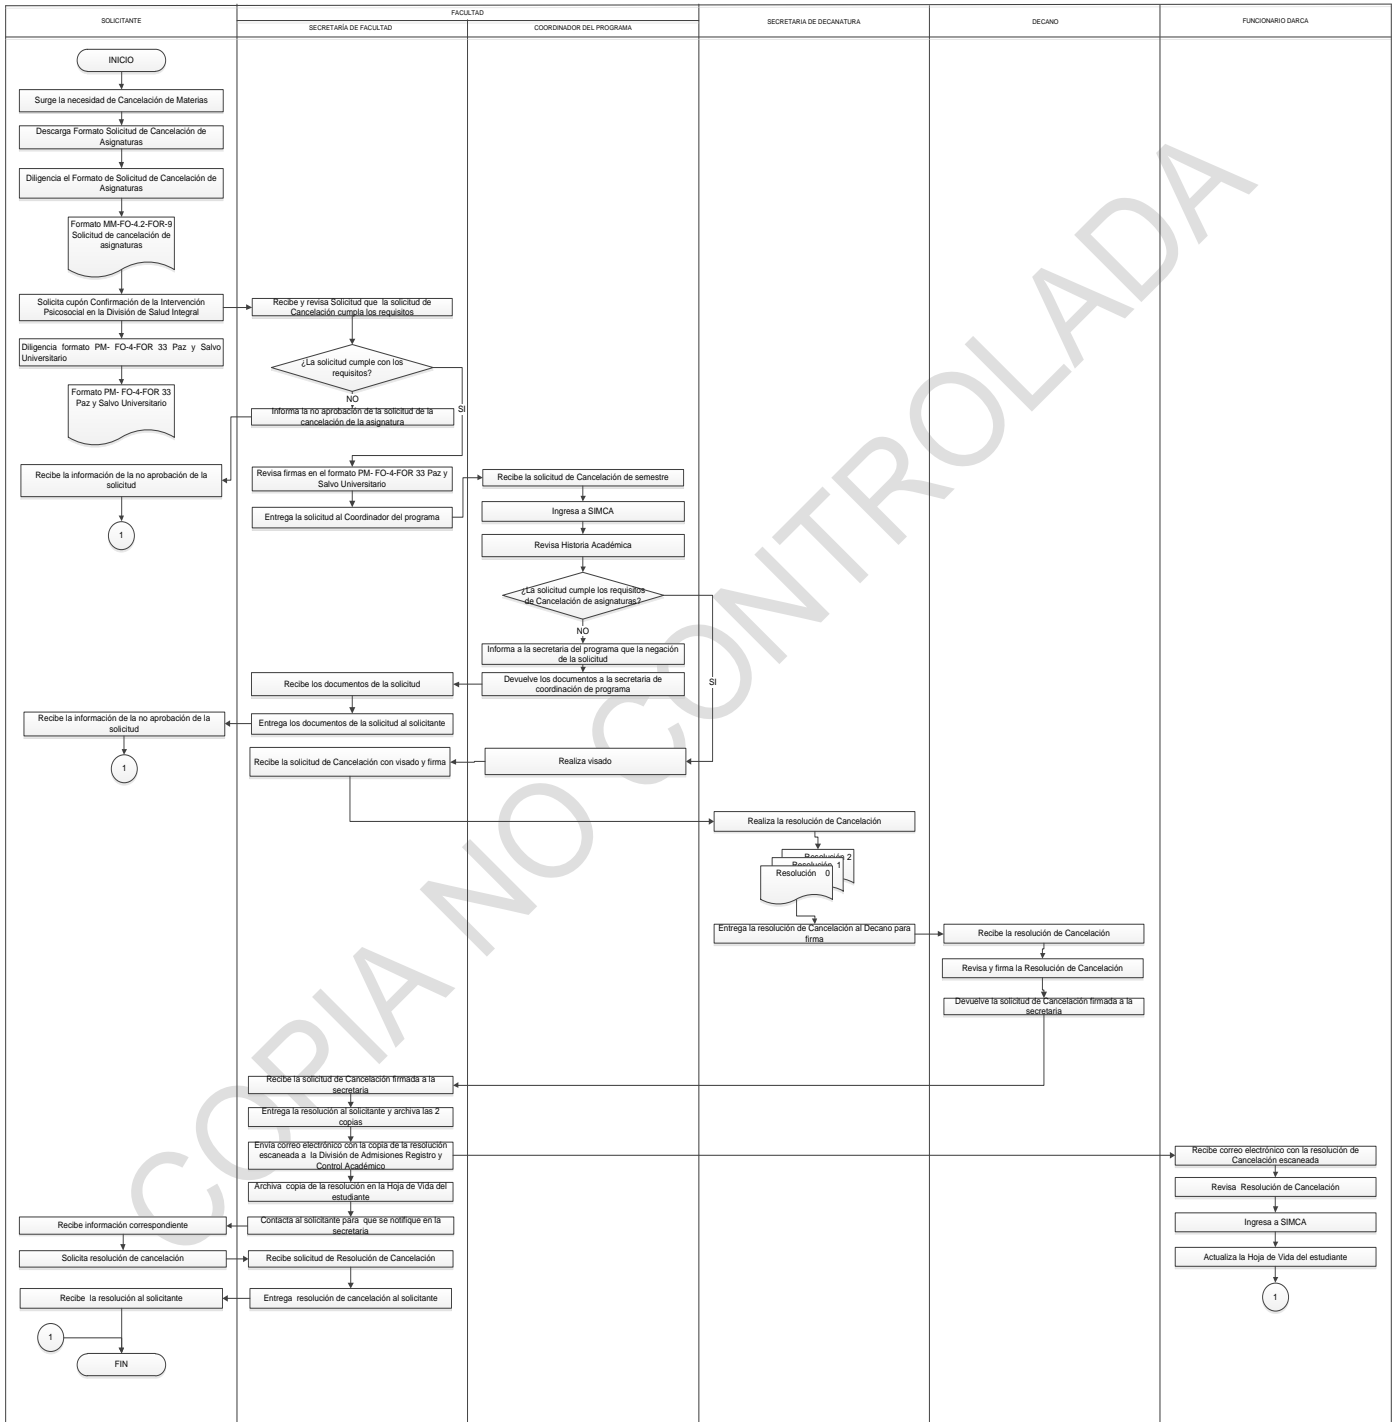 SOLICITANTE
FACULTAD
SECRETARÍA DE FACULTAD
COORDINADOR DEL PROGRAMA
SECRETARIA DE DECANATURA
DECANO
FUNCIONARIO DARCA
INICIO
Surge la necesidad de Cancelación de Materias
Descarga Formato Solicitud de Cancelación de
Asignaturas
Diligencia el Formato de Solicitud de Cancelación de
Asignaturas
Formato MM-FO-4.2-FOR-9
Solicitud de cancelación de
asignaturas
Solicita cupón Confirmación de la Intervención
Psicosocial en la División de Salud Integral
Recibe y revisa Solicitud que la solicitud de
Cancelación cumpla los requisitos
Diligencia formato PM- FO-4-FOR 33 Paz y Salvo
Universitario
¿La solicitud cumple con los
requisitos?
NO
SI
Formato PM- FO-4-FOR 33
Paz y Salvo Universitario
Informa la no aprobación de la solicitud de la
cancelación de la asignatura
Recibe la información de la no aprobación de la
solicitud
1
Revisa firmas en el formato PM- FO-4-FOR 33 Paz y
Salvo Universitario
Entrega la solicitud al Coordinador del programa
Recibe la solicitud de Cancelación de semestre
Ingresa a SIMCA
Revisa Historia Académica
¿La solicitud cumple los requisitos
de Cancelación de asignaturas?
NO
SI
Informa a la secretaria del programa que la negación
de la solicitud
Devuelve los documentos a la secretaria de
coordinación de programa
Recibe los documentos de la solicitud
Entrega los documentos de la solicitud al solicitante
Recibe la información de la no aprobación de la
solicitud
1
Realiza visado
Recibe la solicitud de Cancelación con visado y firma
Realiza la resolución de Cancelación
Resolución 2
Resolución 1
Resolución 0
Entrega la resolución de Cancelación al Decano para
firma
Recibe la resolución de Cancelación
Revisa y firma la Resolución de Cancelación
Devuelve la solicitud de Cancelación firmada a la
secretaria
Recibe la solicitud de Cancelación firmada a la
secretaria
Entrega la resolución al solicitante y archiva las 2
copias
Envía correo electrónico con la copia de la resolución
escaneada a la División de Admisiones Registro y
Control Académico
Archiva copia de la resolución en la Hoja de Vida del
estudiante
Contacta al solicitante para que se notifique en la
secretaria
Recibe correo electrónico con la resolución de
Cancelación escaneada
Revisa Resolución de Cancelación
Ingresa a SIMCA
Actualiza la Hoja de Vida del estudiante
1
Recibe información correspondiente
Solicita resolución de cancelación
Recibe solicitud de Resolución de Cancelación
Entrega resolución de cancelación al solicitante
Recibe la resolución al solicitante
1
FIN
COPIA NO CONTROLADA